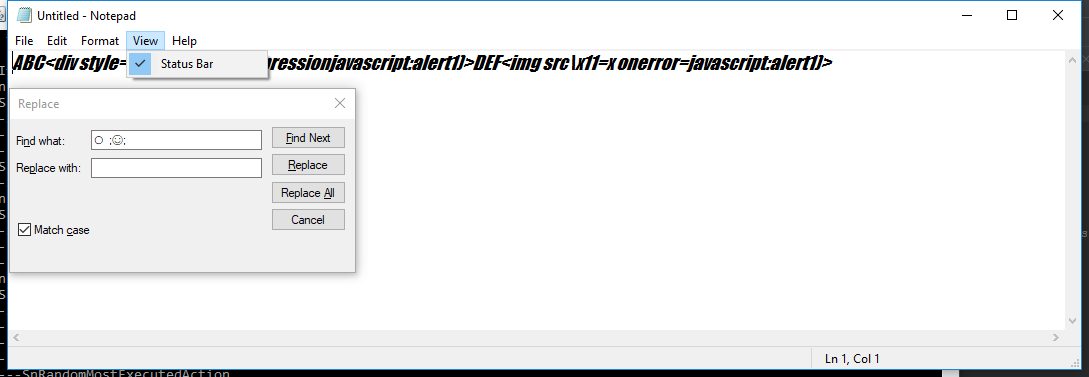 Untitled - Notepad
File Edit Format View Help
Status Bar
ABC<div style= pressionjavascript:alert1)>DEF<img src\x11=x onerror=javascript:alert1)>
Replace
Find what: ○ ;☺;
Find Next
Replace with:
Replace
Replace All
Cancel
Match case
Ln 1, Col 1
---SnRandomMostExecutedAction